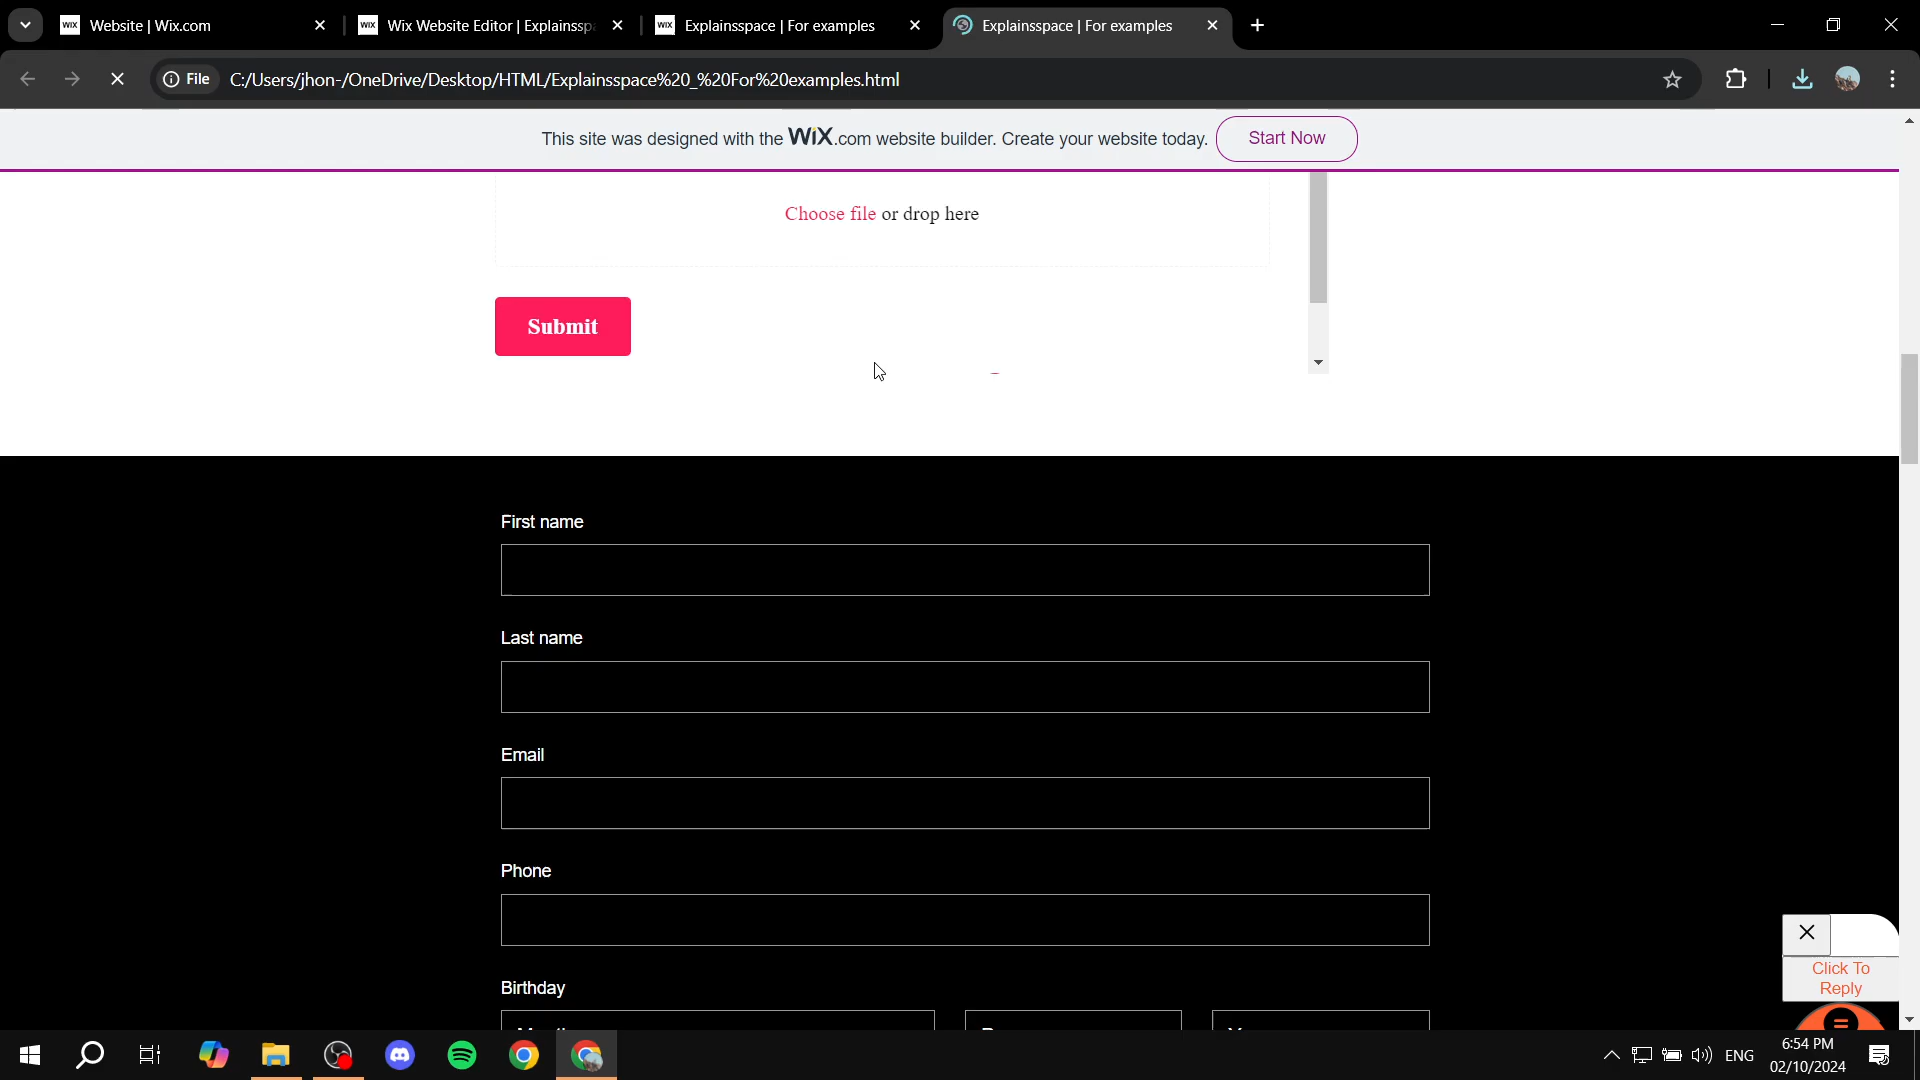 Website | Wix.com
Wix Website Editor | Explainssp
Explainsspace | For examples
Explainsspace | For examples
File
C:/Users/jhon-/OneDrive/Desktop/HTML/Explainsspace%20_%20For%20examples.html
This site was designed with the WiX.com website builder. Create your website today.
Start Now
Choose file or drop here
Submit
First name
Last name
Email
Phone
Birthday
Click To
Reply
ENG
6:54 PM
02/10/2024